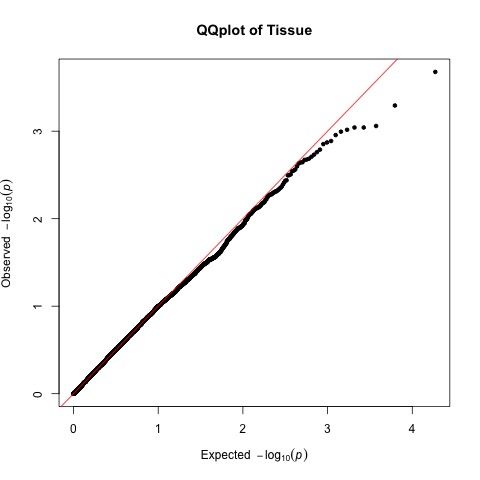 QQplot of Tissue
Observed −log₁₀(p)
3
2
1
0
0 1 2 3 4
Expected −log₁₀(p)